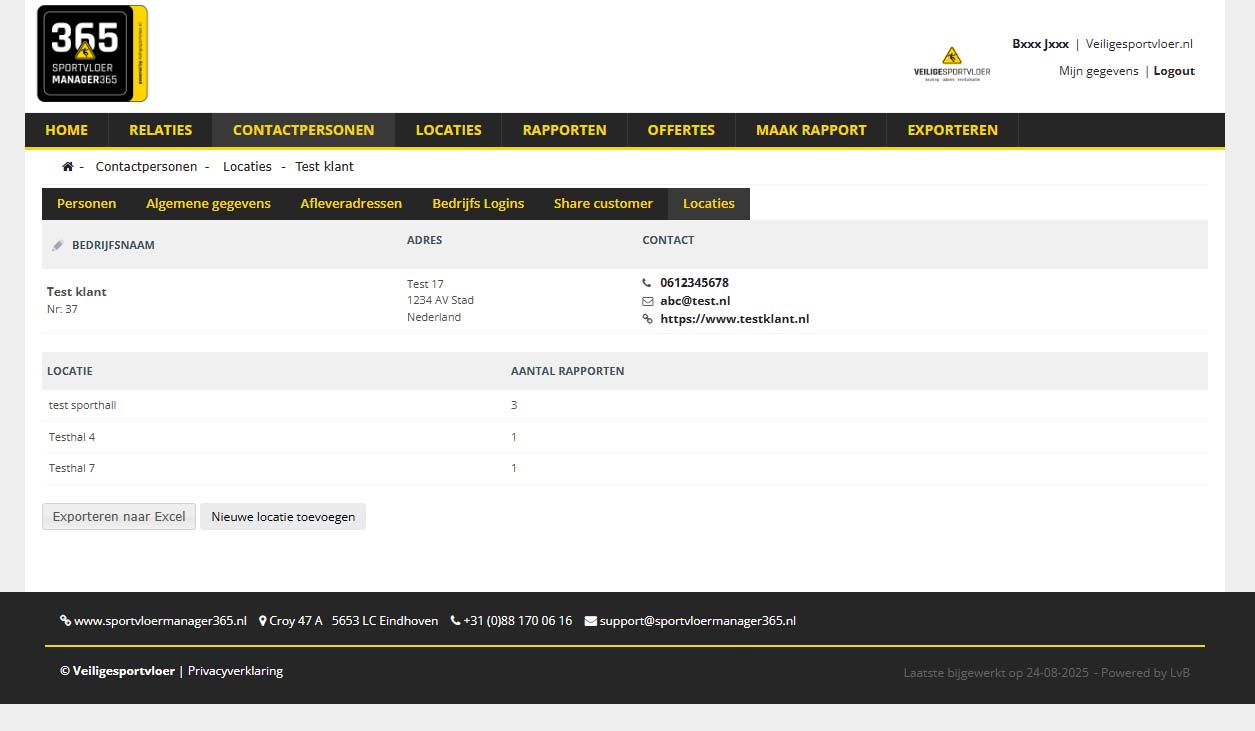 365
SPORTVLOER
MANAGER365
Bxxx Jxxx | Veiligesportvloer.nl
VEILIGESPORTVLOER
Mijn gegevens | Logout
HOME RELATIES CONTACTPERSONEN LOCATIES RAPPORTEN OFFERTES MAAK RAPPORT EXPORTEREN
- Contactpersonen - Locaties - Test klant
Personen Algemene gegevens Afleveradressen Bedrijfs Logins Share customer Locaties
BEDRIJFSNAAM ADRES CONTACT
Test klant
Nr: 37
Test 17
1234 AV Stad
Nederland
0612345678
abc@test.nl
https://www.testklant.nl
LOCATIE AANTAL RAPPORTEN
test sporthall 3
Testhal 4 1
Testhal 7 1
Exporteren naar Excel Nieuwe locatie toevoegen
www.sportvloermanager365.nl Croy 47 A 5653 LC Eindhoven +31 (0)88 170 06 16 support@sportvloermanager365.nl
© Veiligesportvloer | Privacyverklaring
Laatste bijgewerkt op 24-08-2025 - Powered by LvB